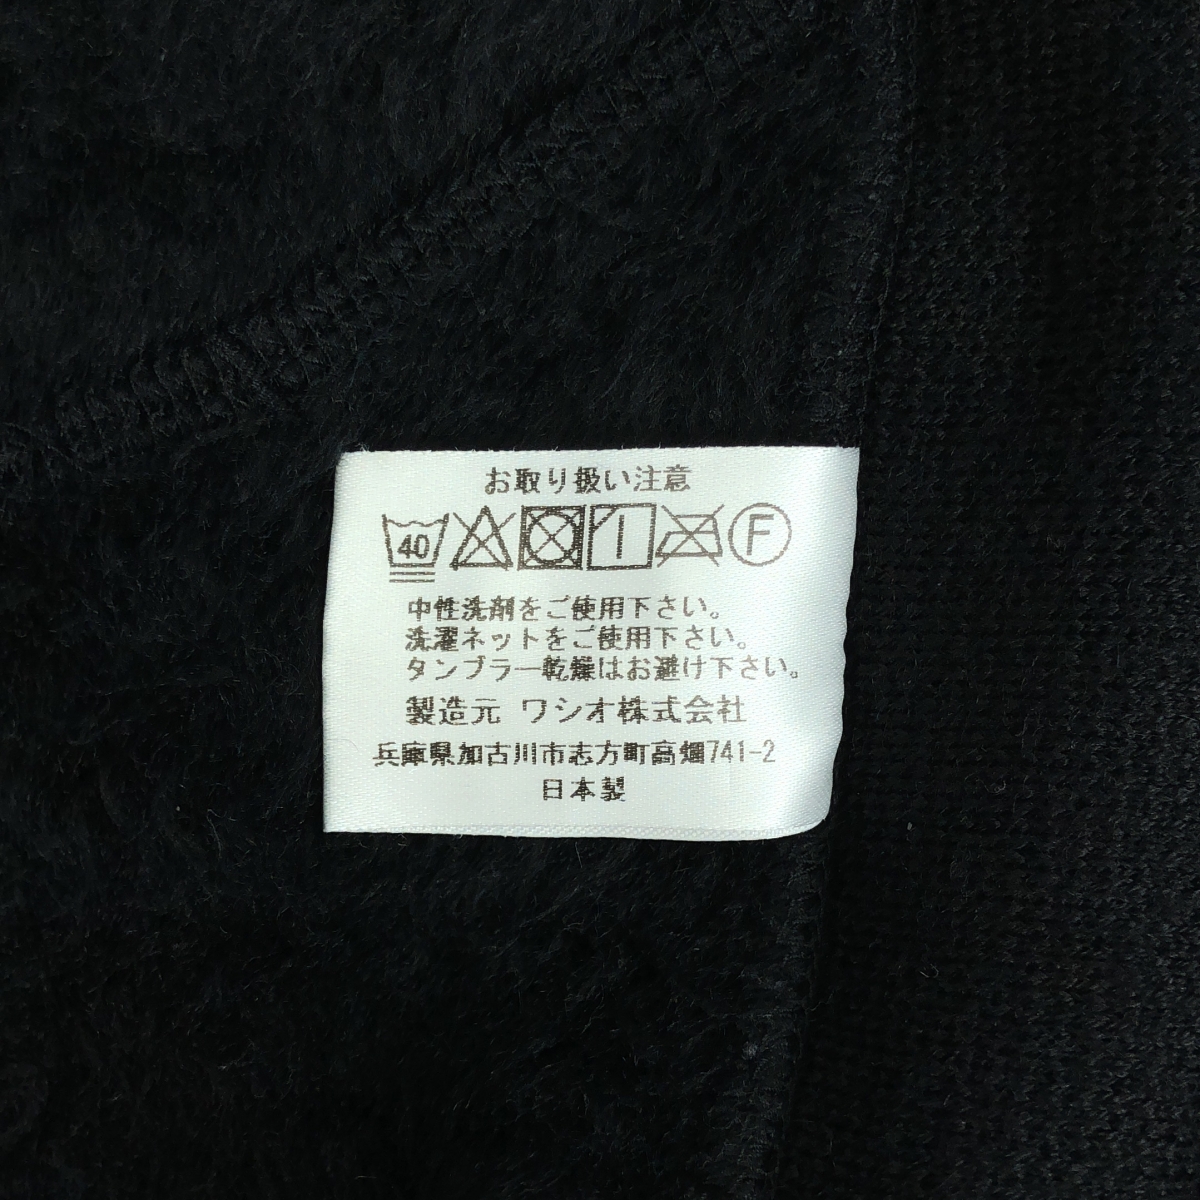 お取り扱い注意
40 F
中性洗剤をご使用下さい。
洗濯ネットをご使用下さい。
タンブラー乾燥はお避け下さい。
製造元 ワシオ株式会社
兵庫県加古川市志方町高畑741-2
日本製